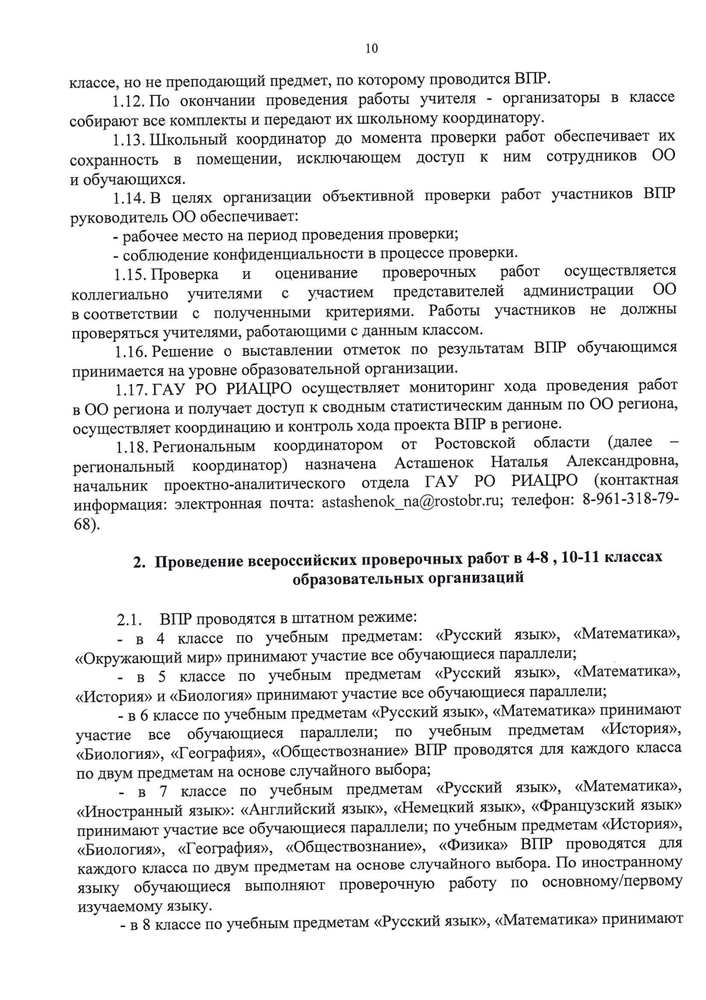 10
классе, но не преподающий предмет, по которому проводится ВПР.
1.12. По окончании проведения работы учителя - организаторы в классе
собирают все комплекты и передают их школьному координатору.
1.13. Школьный координатор до момента проверки работ обеспечивает их
сохранность в помещении, исключающем доступ к ним сотрудников ОО
и обучающихся.
1.14. В целях организации объективной проверки работ участников ВПР
руководитель ОО обеспечивает:
- рабочее место на период проведения проверки;
- соблюдение конфиденциальности в процессе проверки.
1.15. Проверка и оценивание проверочных работ осуществляется
коллегиально учителями с участием представителей администрации ОО
в соответствии с полученными критериями. Работы участников не должны
проверяться учителями, работающими с данным классом.
1.16. Решение о выставлении отметок по результатам ВПР обучающимся
принимается на уровне образовательной организации.
1.17. ГАУ РО РИАЦРО осуществляет мониторинг хода проведения работ
в ОО региона и получает доступ к сводным статистическим данным по ОО региона,
осуществляет координацию и контроль хода проекта ВПР в регионе.
1.18. Региональным координатором от Ростовской области (далее –
региональный координатор) назначена Асташенок Наталья Александровна,
начальник проектно-аналитического отдела ГАУ РО РИАЦРО (контактная
информация: электронная почта: astashenok_na@rostobr.ru; телефон: 8-961-318-79-
68).
2. Проведение всероссийских проверочных работ в 4-8 , 10-11 классах
образовательных организаций
2.1. ВПР проводятся в штатном режиме:
- в 4 классе по учебным предметам: «Русский язык», «Математика»,
«Окружающий мир» принимают участие все обучающиеся параллели;
- в 5 классе по учебным предметам «Русский язык», «Математика»,
«История» и «Биология» принимают участие все обучающиеся параллели;
- в 6 классе по учебным предметам «Русский язык», «Математика» принимают
участие все обучающиеся параллели; по учебным предметам «История»,
«Биология», «География», «Обществознание» ВПР проводятся для каждого класса
по двум предметам на основе случайного выбора;
- в 7 классе по учебным предметам «Русский язык», «Математика»,
«Иностранный язык»: «Английский язык», «Немецкий язык», «Французский язык»
принимают участие все обучающиеся параллели; по учебным предметам «История»,
«Биология», «География», «Обществознание», «Физика» ВПР проводятся для
каждого класса по двум предметам на основе случайного выбора. По иностранному
языку обучающиеся выполняют проверочную работу по основному/первому
изучаемому языку.
- в 8 классе по учебным предметам «Русский язык», «Математика» принимают